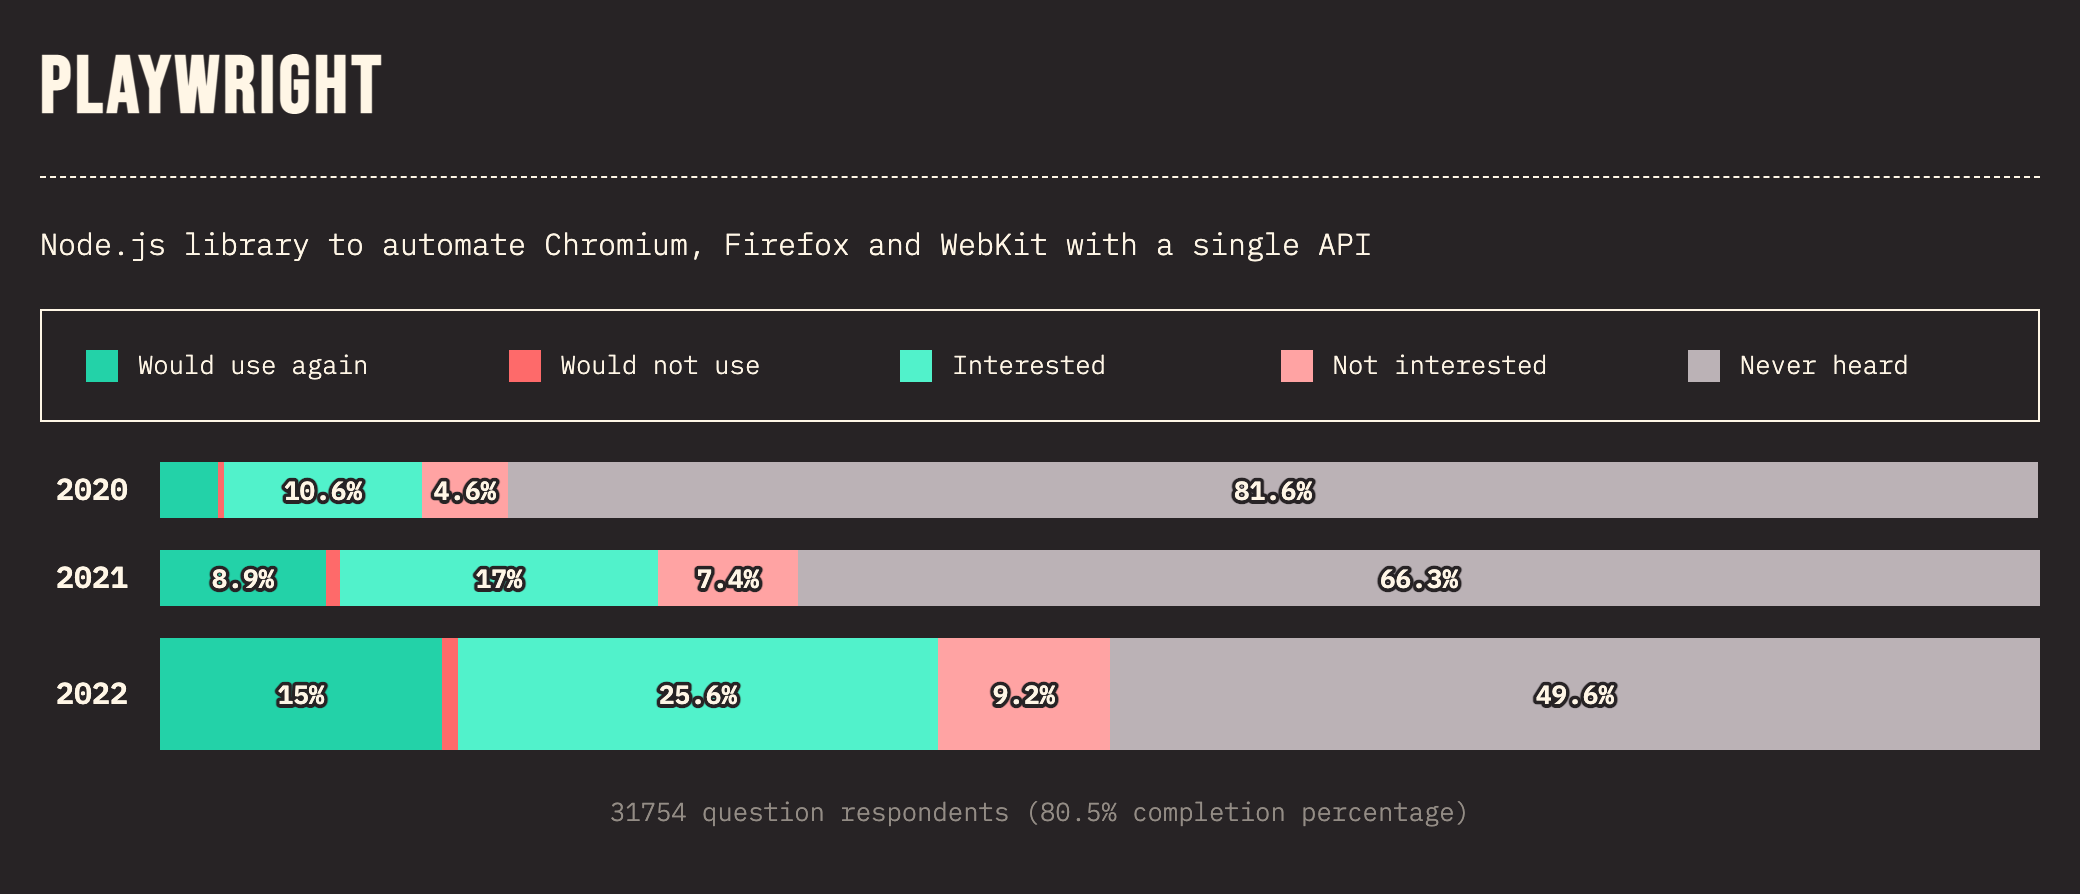 PLAYWRIGHT
Node.js library to automate Chromium, Firefox and WebKit with a single API
Would use again Would not use Interested Not interested Never heard
2020 10.6% 4.6% 81.6%
2021 8.9% 17% 7.4% 66.3%
2022 15% 25.6% 9.2% 49.6%
31754 question respondents (80.5% completion percentage)